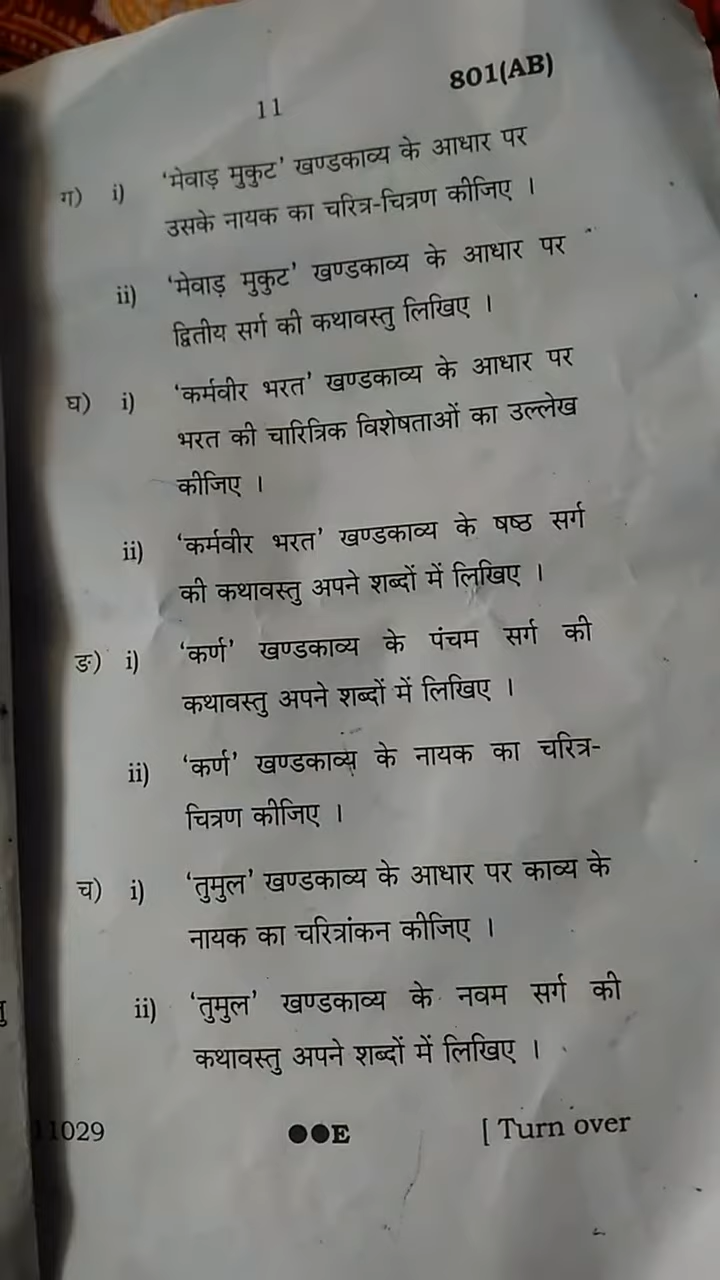 801(AB)
11
ग) i) 'मेवाड़ मुकुट' खण्डकाव्य के आधार पर
उसके नायक का चरित्र-चित्रण कीजिए ।
ii) 'मेवाड़ मुकुट' खण्डकाव्य के आधार पर
द्वितीय सर्ग की कथावस्तु लिखिए ।
घ) i) 'कर्मवीर भरत' खण्डकाव्य के आधार पर
भरत की चारित्रिक विशेषताओं का उल्लेख
कीजिए ।
ii) 'कर्मवीर भरत' खण्डकाव्य के षष्ठ सर्ग
की कथावस्तु अपने शब्दों में लिखिए ।
ङ) i) 'कर्ण' खण्डकाव्य के पंचम सर्ग की
कथावस्तु अपने शब्दों में लिखिए ।
ii) 'कर्ण' खण्डकाव्य के नायक का चरित्र-
चित्रण कीजिए ।
च) i) 'तुमुल' खण्डकाव्य के आधार पर काव्य के
नायक का चरित्रांकन कीजिए ।
ii) 'तुमुल' खण्डकाव्य के नवम सर्ग की
कथावस्तु अपने शब्दों में लिखिए ।
11029 ●●E [ Turn over